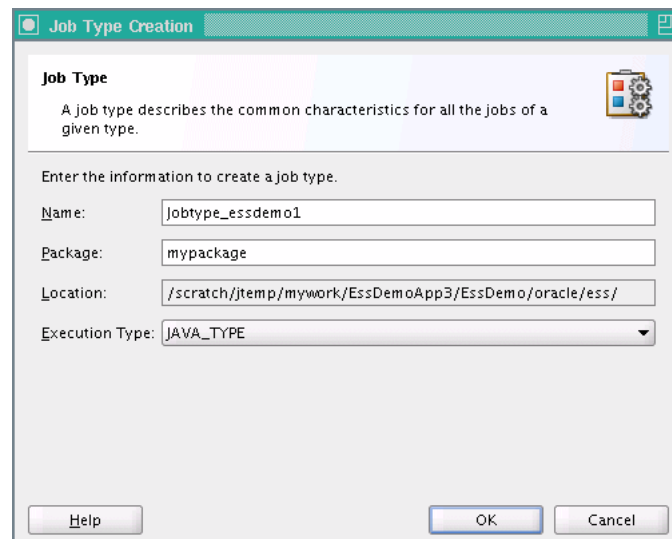 Job Type Creation
Job Type
A job type describes the common characteristics for all the jobs of a
given type.
Enter the information to create a job type.
Name: Jobtype_essdemo1
Package: mypackage
Location: /scratch/jtemp/mywork/EssDemoApp3/EssDemo/oracle/ess/
Execution Type: JAVA_TYPE
Help OK Cancel